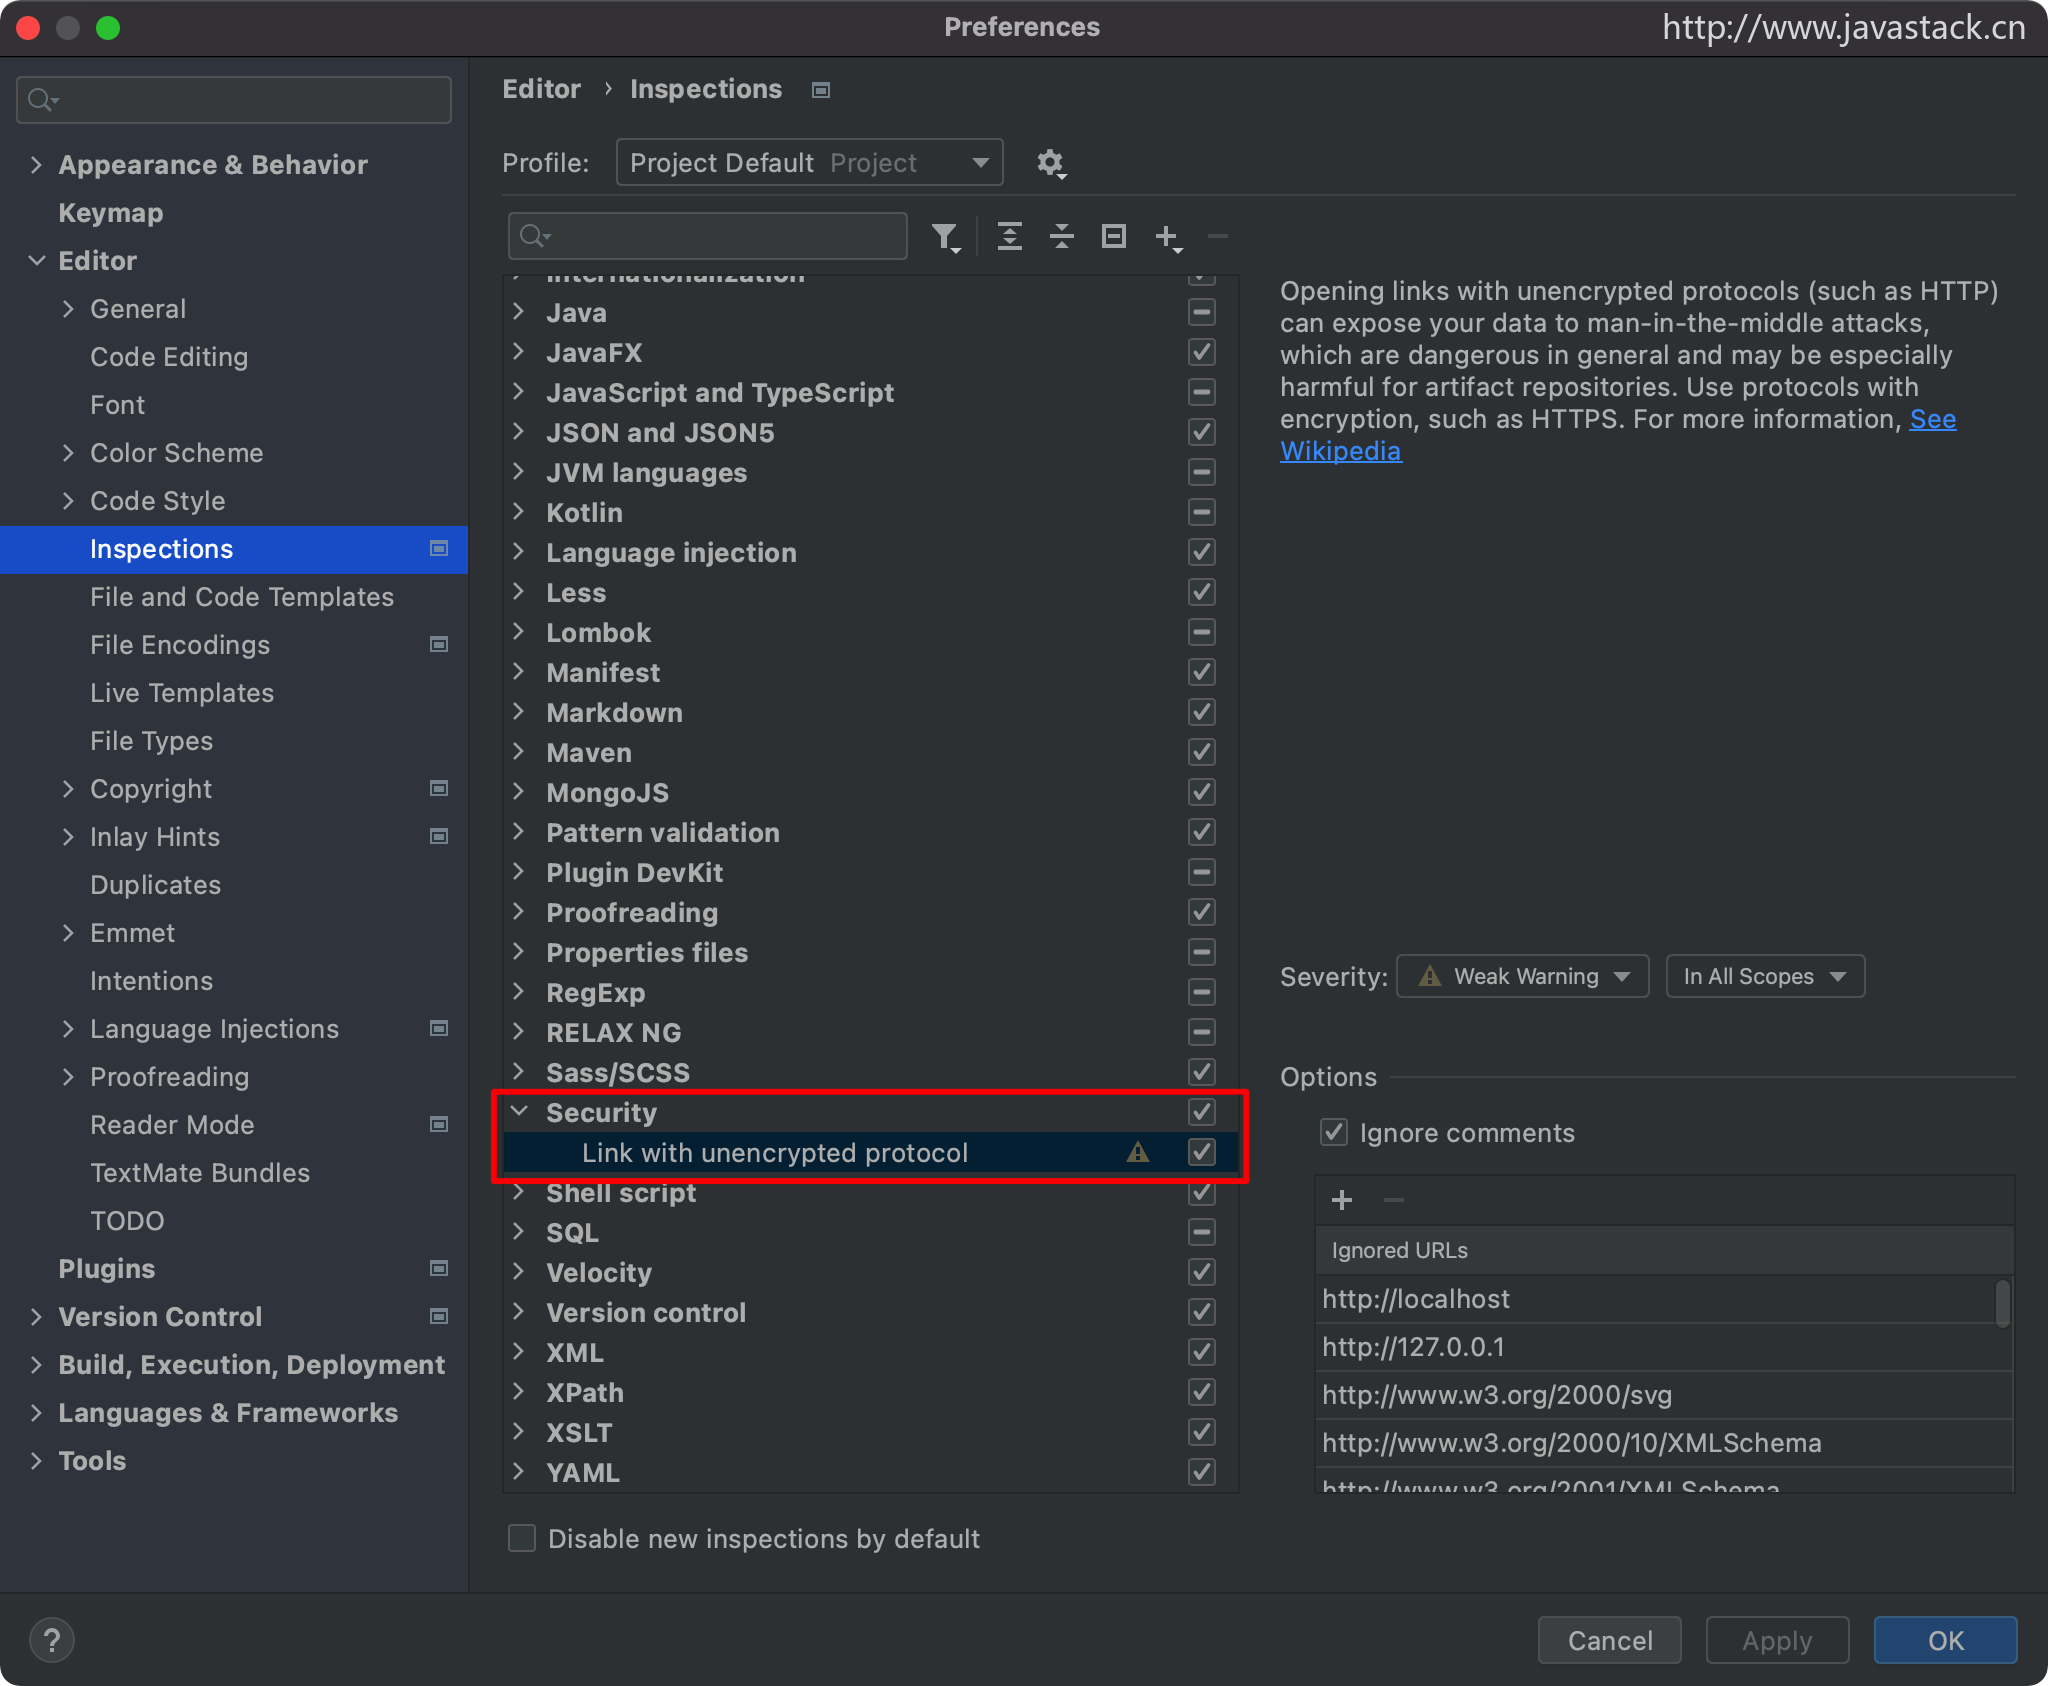 Preferences
http://www.javastack.cn
Appearance & Behavior
Keymap
Editor
General
Code Editing
Font
Color Scheme
Code Style
Inspections
File and Code Templates
File Encodings
Live Templates
File Types
Copyright
Inlay Hints
Duplicates
Emmet
Intentions
Language Injections
Proofreading
Reader Mode
TextMate Bundles
TODO
Plugins
Version Control
Build, Execution, Deployment
Languages & Frameworks
Tools
Editor › Inspections
Profile: Project Default Project
Internationalization
Java
JavaFX
JavaScript and TypeScript
JSON and JSON5
JVM languages
Kotlin
Language injection
Less
Lombok
Manifest
Markdown
Maven
MongoJS
Pattern validation
Plugin DevKit
Proofreading
Properties files
RegExp
RELAX NG
Sass/SCSS
Security
Link with unencrypted protocol
Shell script
SQL
Velocity
Version control
XML
XPath
XSLT
YAML
Disable new inspections by default
Opening links with unencrypted protocols (such as HTTP)
can expose your data to man-in-the-middle attacks,
which are dangerous in general and may be especially
harmful for artifact repositories. Use protocols with
encryption, such as HTTPS. For more information, See
Wikipedia
Severity: Weak Warning In All Scopes
Options
Ignore comments
Ignored URLs
http://localhost
http://127.0.0.1
http://www.w3.org/2000/svg
http://www.w3.org/2000/10/XMLSchema
http://www.w3.org/2001/XMLSchema
?
Cancel
Apply
OK